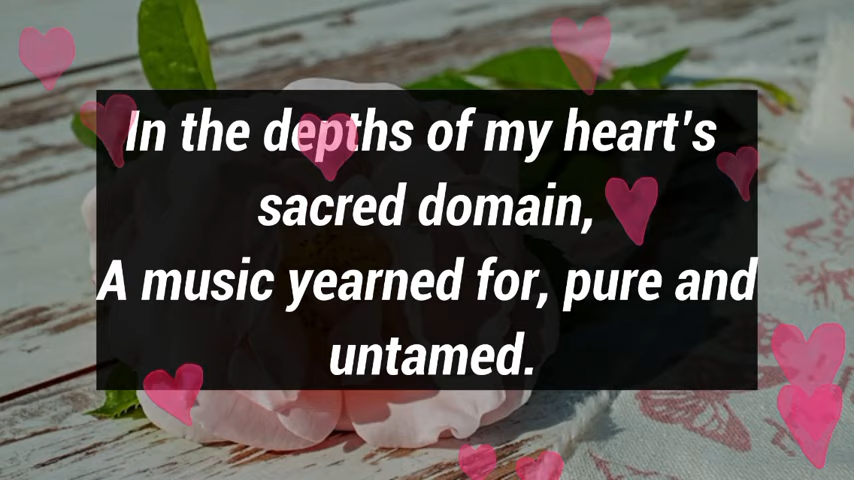 In the depths of my heart's
sacred domain,
A music yearned for, pure and
untamed.